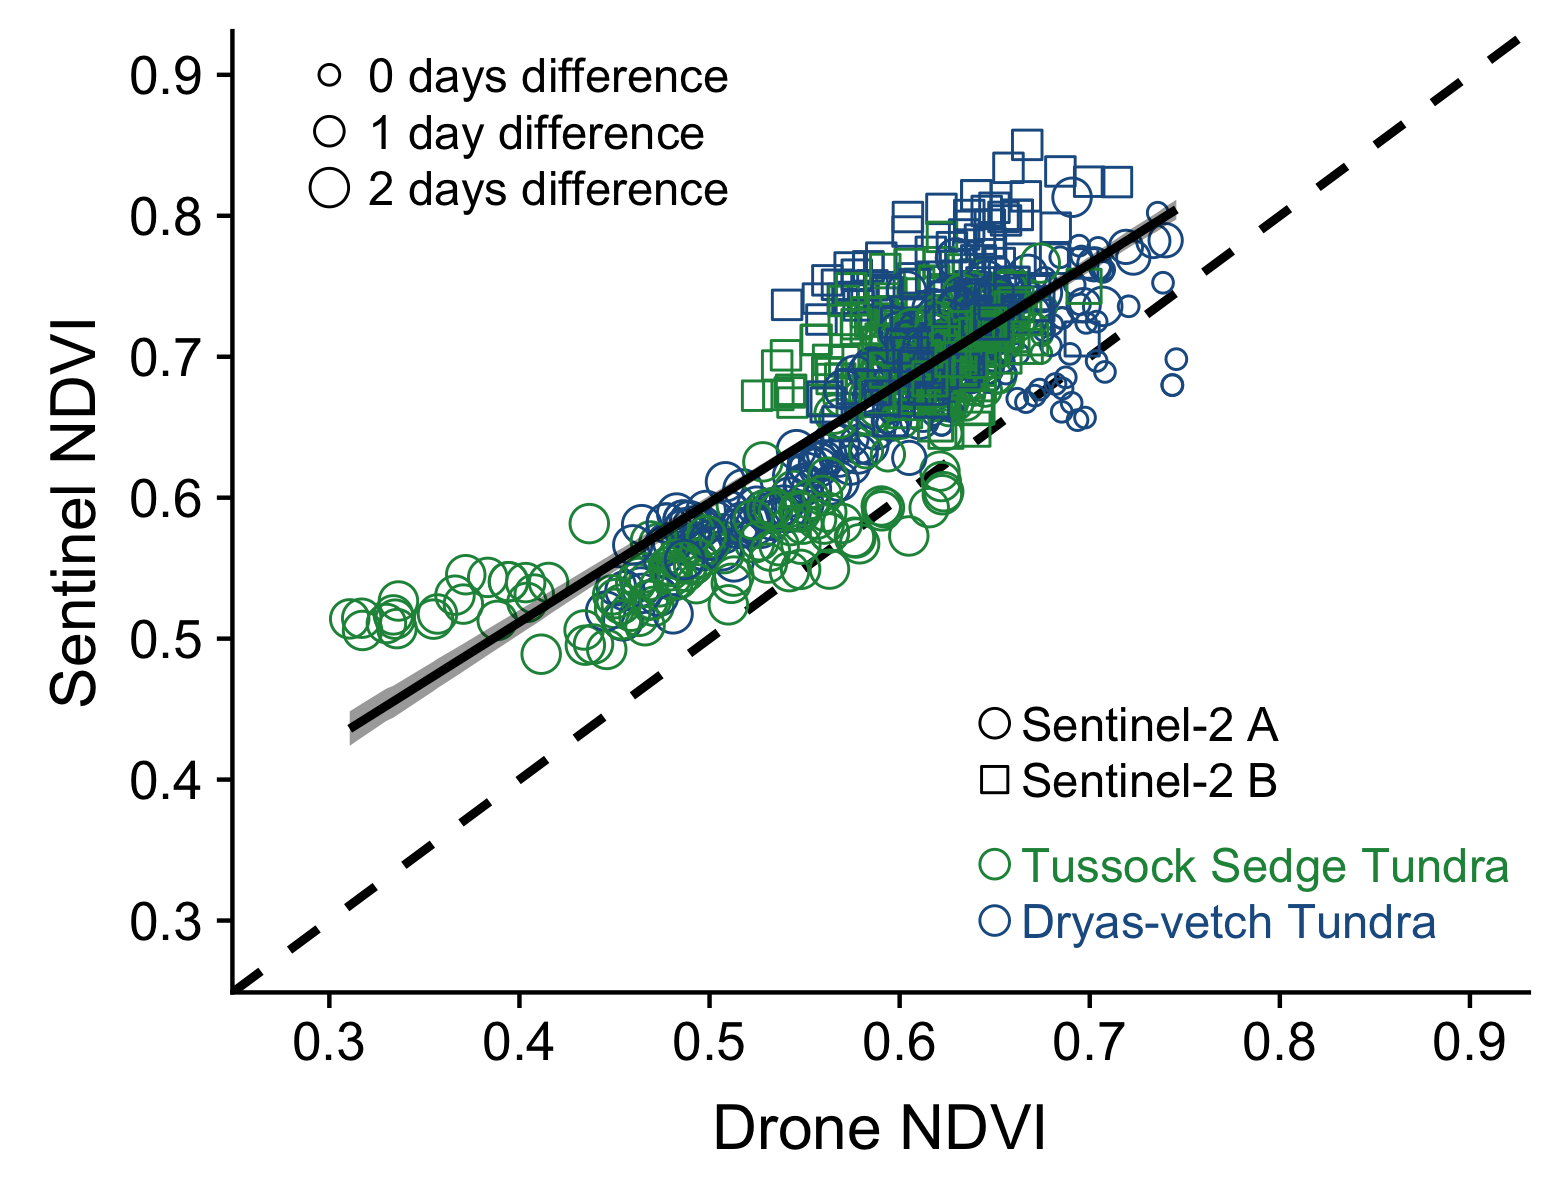 0 days difference
1 day difference
2 days difference
0.9
0.8
0.7
0.6
0.5
0.4
0.3
Sentinel NDVI
Sentinel-2 A
Sentinel-2 B
Tussock Sedge Tundra
Dryas-vetch Tundra
0.3 0.4 0.5 0.6 0.7 0.8 0.9
Drone NDVI